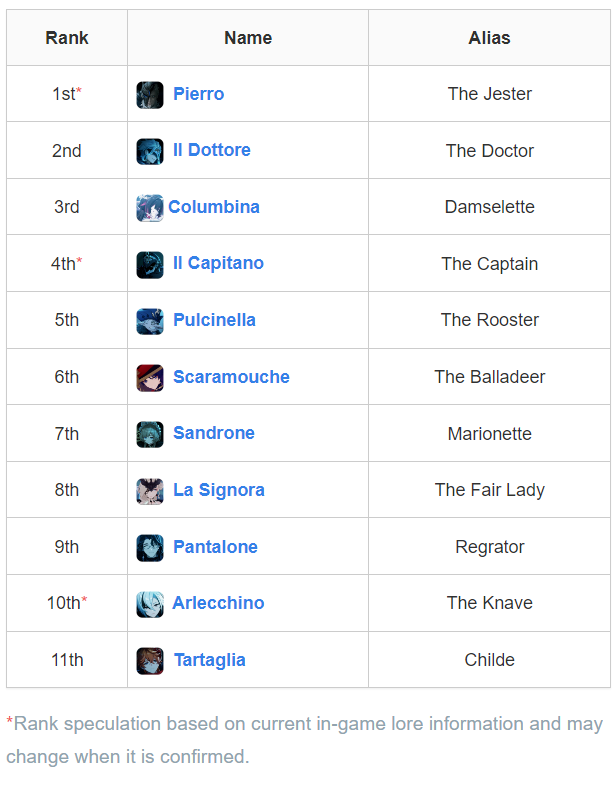 Rank Name Alias
1st* Pierro The Jester
2nd Il Dottore The Doctor
3rd Columbina Damselette
4th* Il Capitano The Captain
5th Pulcinella The Rooster
6th Scaramouche The Balladeer
7th Sandrone Marionette
8th La Signora The Fair Lady
9th Pantalone Regrator
10th* Arlecchino The Knave
11th Tartaglia Childe
*Rank speculation based on current in-game lore information and may
change when it is confirmed.